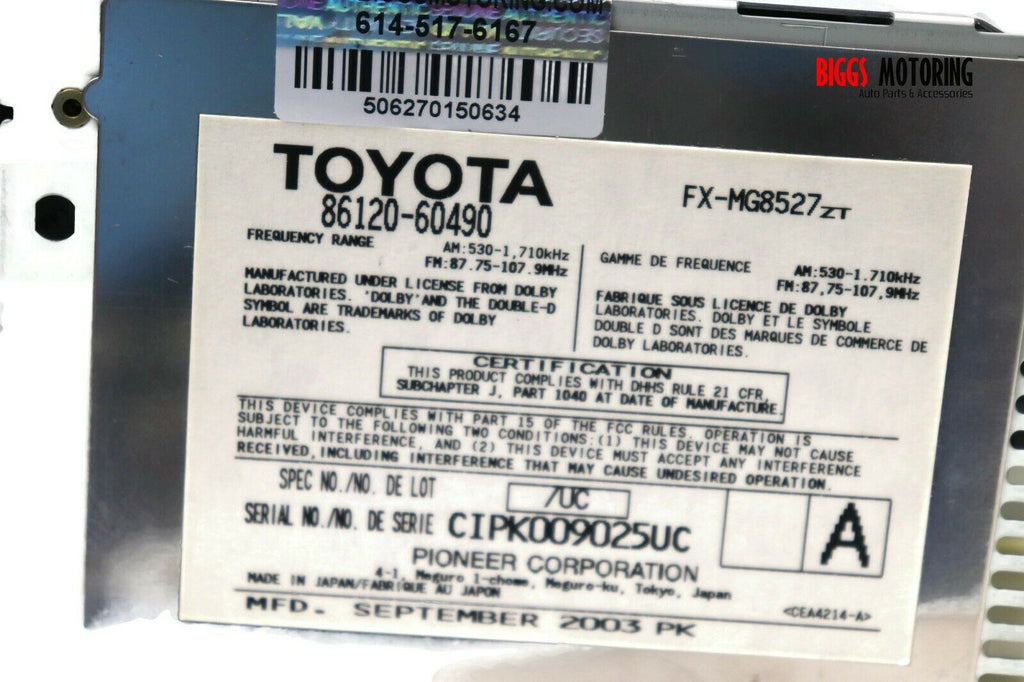 614-517-6167
506270150634
BIGGS MOTORING
Auto Parts & Accessories
TOYOTA
86120-60490
FX-MG8527ZT
FREQUENCY RANGE
AM:530-1,710kHz
FM:87.75-107.9MHz
MANUFACTURED UNDER LICENSE FROM DOLBY
LABORATORIES. 'DOLBY' AND THE DOUBLE-D
SYMBOL ARE TRADEMARKS OF DOLBY
LABORATORIES.
GAMME DE FREQUENCE
AM:530-1.710kHz
FM:87,75-107,9MHz
FABRIQUE SOUS LICENCE DE DOLBY
LABORATORIES. DOLBY ET LE SYMBOLE
DOUBLE D SONT DES MARQUES DE COMMERCE DE
DOLBY LABORATORIES.
CERTIFICATION
THIS PRODUCT COMPLIES WITH DHHS RULE 21 CFR,
SUBCHAPTER J, PART 1040 AT DATE OF MANUFACTURE.
THIS DEVICE COMPLIES WITH PART 15 OF THE FCC RULES. OPERATION IS
SUBJECT TO THE FOLLOWING TWO CONDITIONS:(1) THIS DEVICE MAY NOT CAUSE
HARMFUL INTERFERENCE, AND (2) THIS DEVICE MUST ACCEPT ANY INTERFERENCE
RECEIVED, INCLUDING INTERFERENCE THAT MAY CAUSE UNDESIRED OPERATION.
SPEC NO./NO. DE LOT
/UC
SERIAL NO./NO. DE SERIE CIPK009025UC
A
PIONEER CORPORATION
4-1, Meguro 1-chome, Meguro-ku, Tokyo, Japan
MADE IN JAPAN/FABRIQUE AU JAPON
MFD. SEPTEMBER 2003 PK
<CEA4214-A>